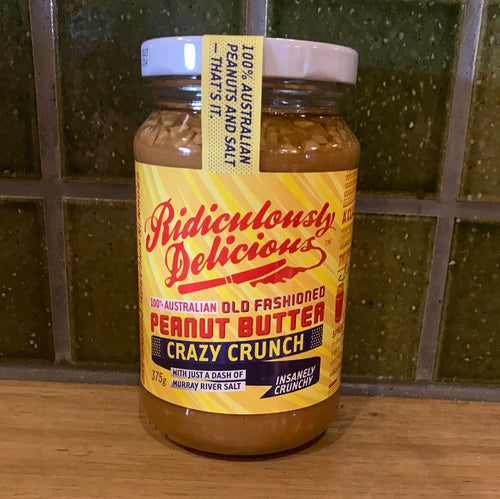 100% AUSTRALIAN
PEANUTS AND SALT
– THAT'S IT.
Ridiculously
Delicious™
100% AUSTRALIAN OLD FASHIONED
PEANUT BUTTER
CRAZY CRUNCH
375g
WITH JUST A DASH OF
MURRAY RIVER SALT
INSANELY
CRUNCHY